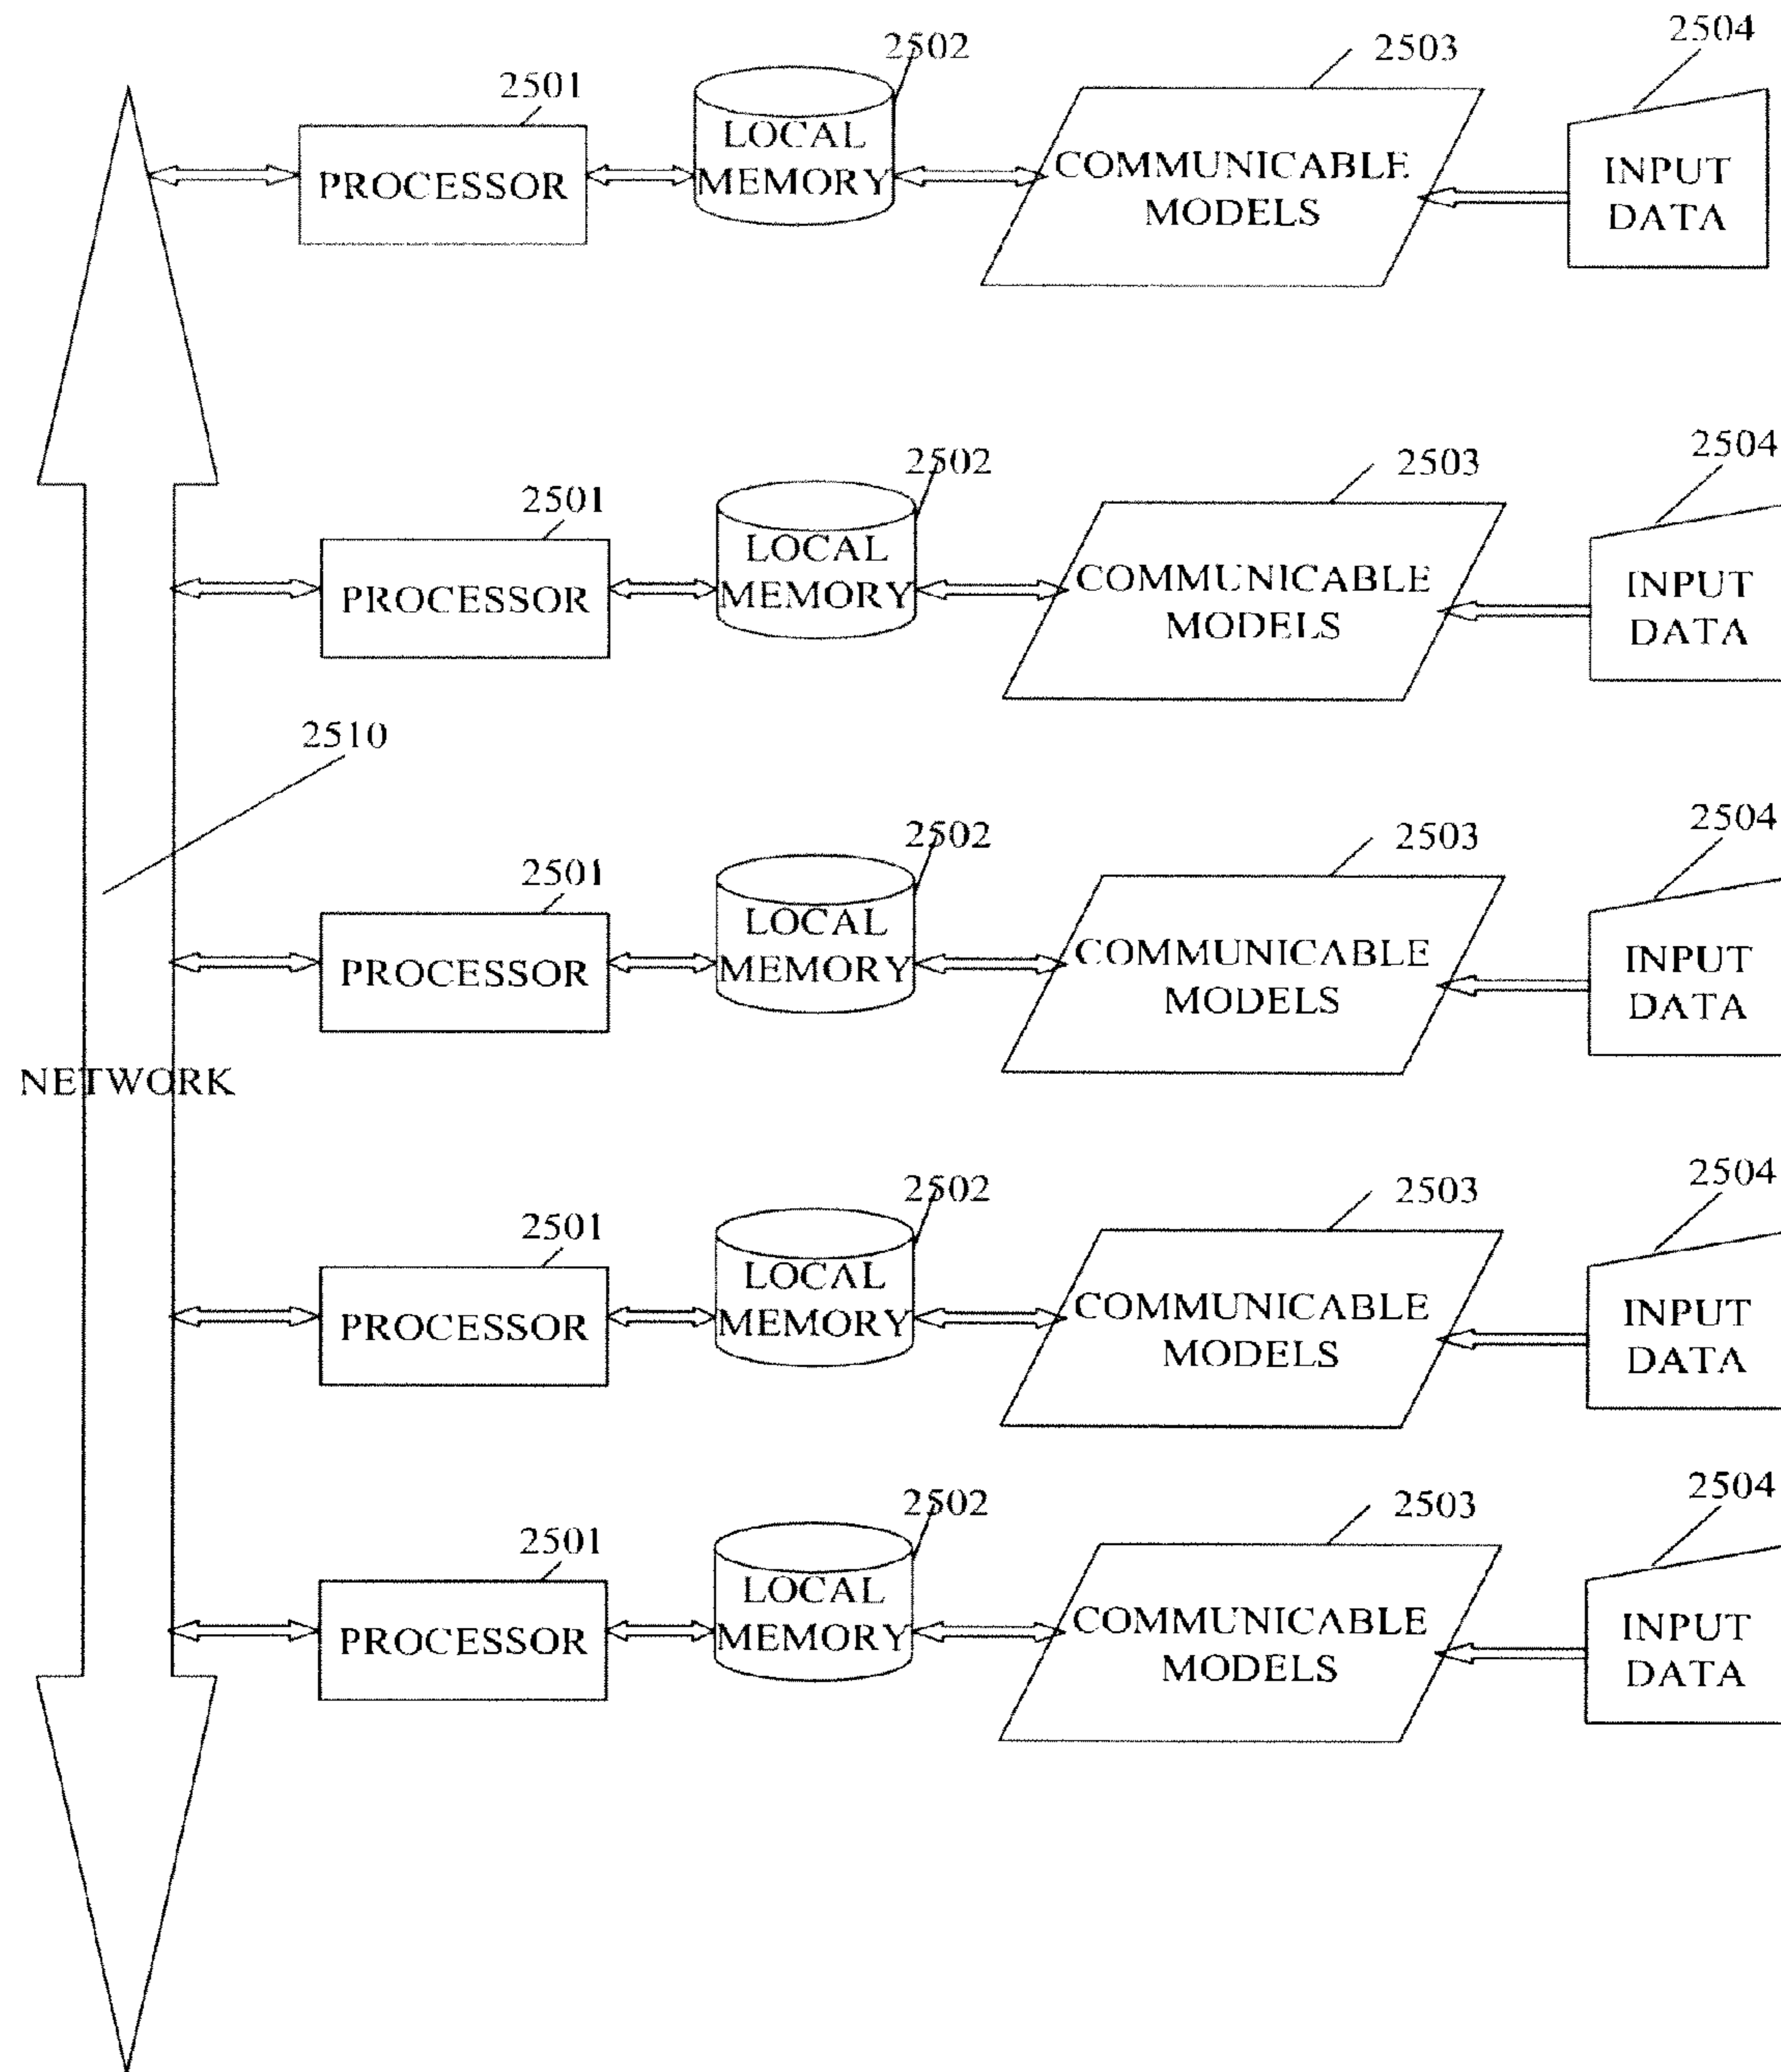 2504
2502
2503
2501
LOCAL
MEMORY
PROCESSOR
COMMUNICABLE
MODELS
INPUT
DATA
2504
2502
2503
2501
LOCAL
MEMORY
PROCESSOR
COMMUNICABLE
MODELS
INPUT
DATA
2510
2504
2502
2503
2501
LOCAL
MEMORY
PROCESSOR
COMMUNICABLE
MODELS
INPUT
DATA
NETWORK
2504
2502
2503
2501
LOCAL
MEMORY
PROCESSOR
COMMUNICABLE
MODELS
INPUT
DATA
2504
2502
2503
2501
LOCAL
MEMORY
PROCESSOR
COMMUNICABLE
MODELS
INPUT
DATA